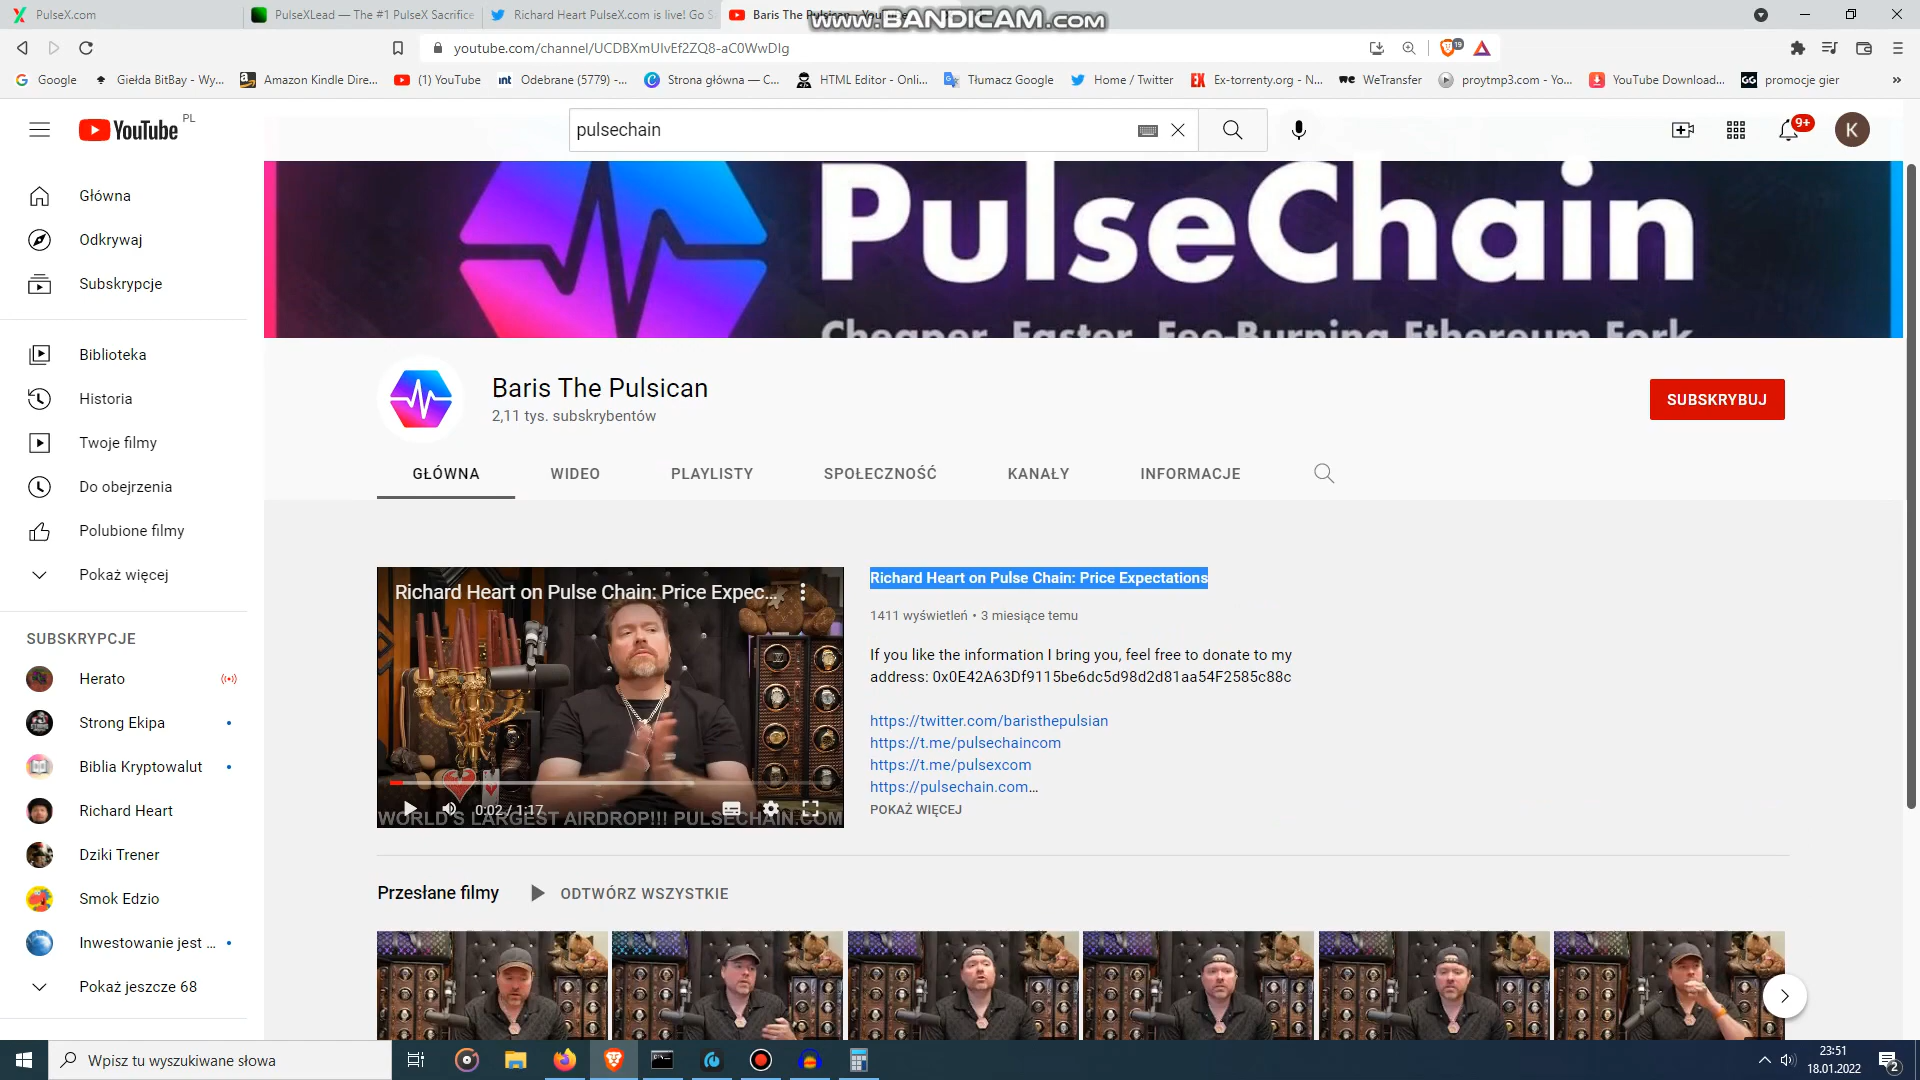 PulseX.com
PulseXLead — The #1 PulseX Sacrifice
Richard Heart PulseX.com is live! Go S
Baris The Pulsican - YouTube
www.BANDICAM.com
youtube.com/channel/UCDBXmUIvEf2ZQ8-aC0WwDIg
19
Google
Giełda BitBay - Wy...
Amazon Kindle Dire...
(1) YouTube
int
Odebrane (5779) -...
Strona główna — C...
HTML Editor - Onli...
Tłumacz Google
Home / Twitter
Ex-torrenty.org - N...
WeTransfer
proytmp3.com - Yo...
YouTube Download...
GG
promocje gier
»
YouTube PL
pulsechain
9+
K
Główna
Odkrywaj
Subskrypcje
Biblioteka
Historia
Twoje filmy
Do obejrzenia
Polubione filmy
Pokaż więcej
SUBSKRYPCJE
Herato
Strong Ekipa
Biblia Kryptowalut
Richard Heart
Dziki Trener
Smok Edzio
Inwestowanie jest ...
Pokaż jeszcze 68
PulseChain
Cheaper, Faster, Fee-Burning Ethereum Fork
Baris The Pulsican
2,11 tys. subskrybentów
SUBSKRYBUJ
GŁÓWNA
WIDEO
PLAYLISTY
SPOŁECZNOŚĆ
KANAŁY
INFORMACJE
Richard Heart on Pulse Chain: Price Expec...
0:02 / 1:17
WORLD'S LARGEST AIRDROP!!! PULSECHAIN.COM
Richard Heart on Pulse Chain: Price Expectations
1411 wyświetleń • 3 miesiące temu
If you like the information I bring you, feel free to donate to my
address: 0x0E42A63Df9115be6dc5d98d2d81aa54F2585c88c
https://twitter.com/baristhepulsian
https://t.me/pulsechaincom
https://t.me/pulsexcom
https://pulsechain.com...
POKAŻ WIĘCEJ
Przesłane filmy
ODTWÓRZ WSZYSTKIE
Wpisz tu wyszukiwane słowa
23:51
18.01.2022
2